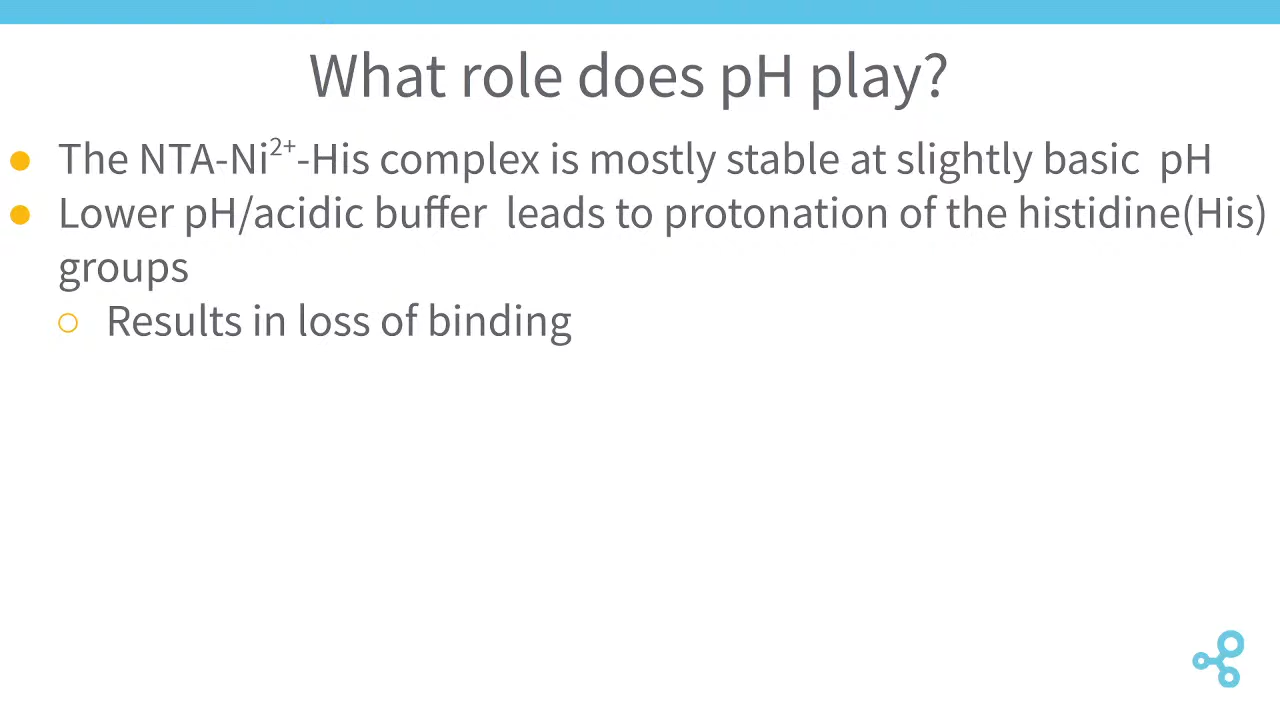 What role does pH play?
● The NTA-Ni²⁺-His complex is mostly stable at slightly basic  pH
● Lower pH/acidic buffer  leads to protonation of the histidine(His)
groups
○ Results in loss of binding